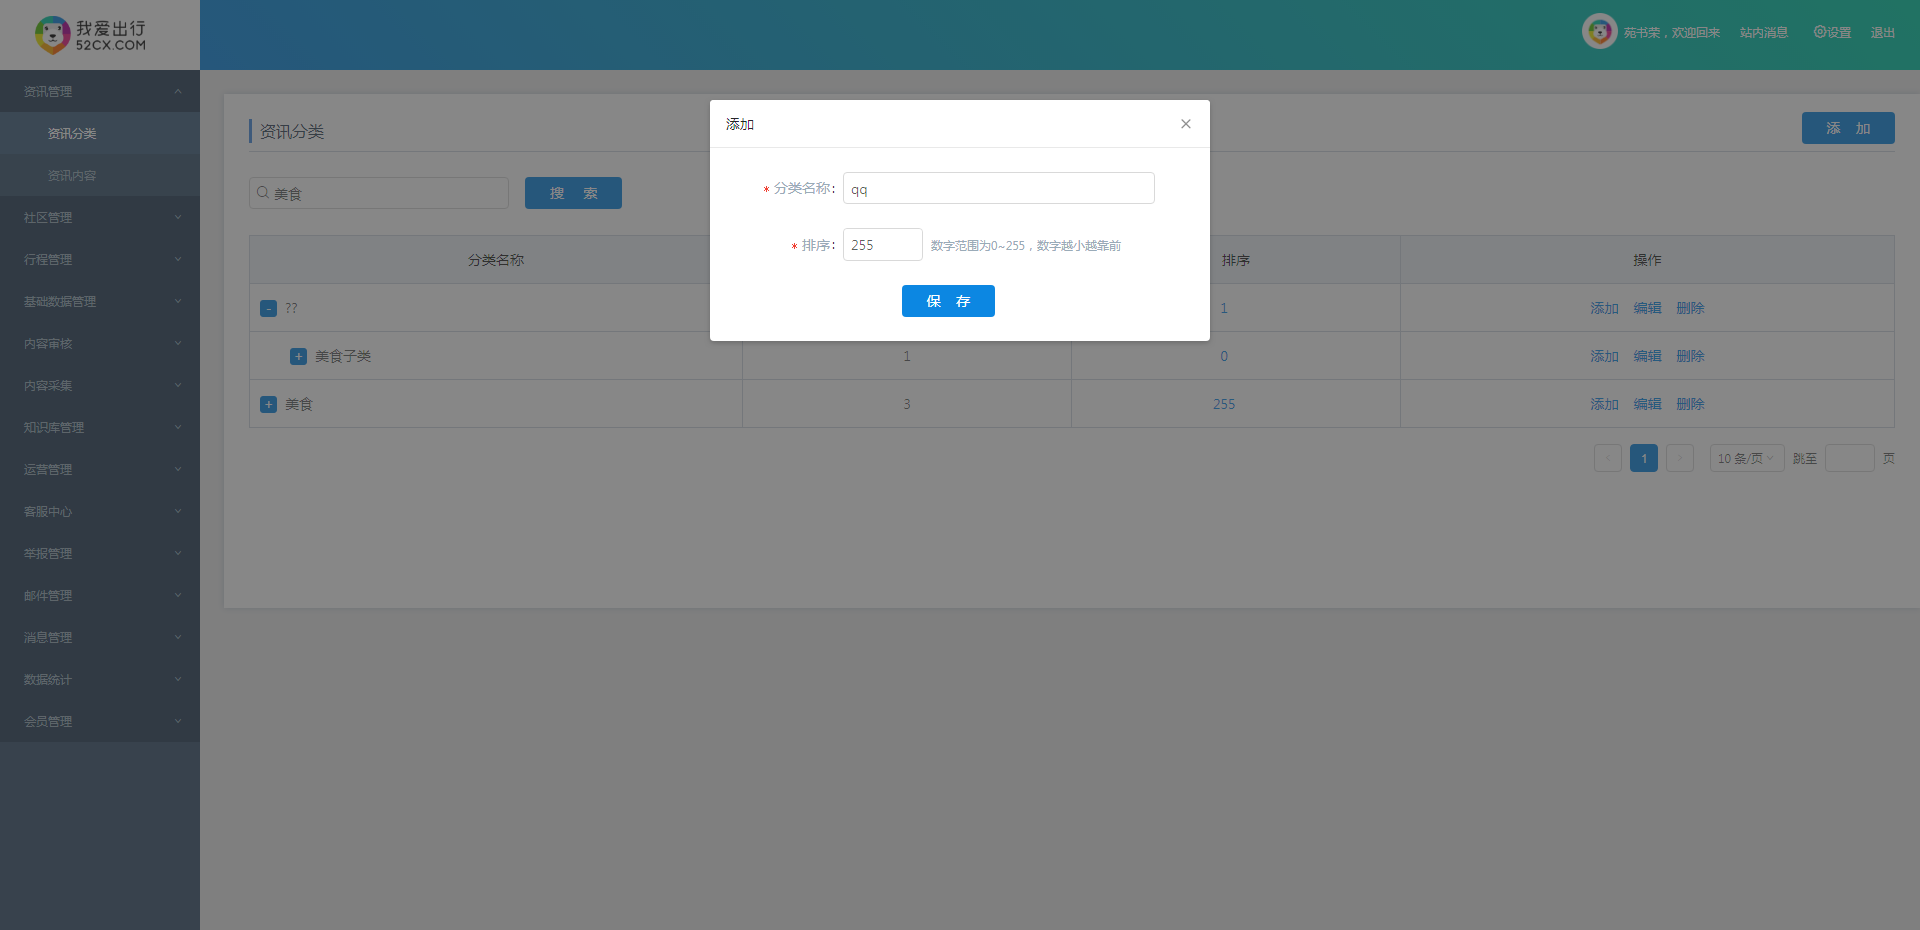 我爱出行
52CX.COM
苑书荣，欢迎回来 站内消息 设置 退出
资讯管理
资讯分类
资讯内容
社区管理
行程管理
基础数据管理
内容审核
内容采集
知识库管理
运营管理
客服中心
举报管理
邮件管理
消息管理
数据统计
会员管理
资讯分类
添 加
美食
搜 索
分类名称 排序 操作
- ?? 1 添加 编辑 删除
+ 美食子类 1 0 添加 编辑 删除
+ 美食 3 255 添加 编辑 删除
1 10 条/页 跳至 页
添加
* 分类名称: qq
* 排序: 255 数字范围为0~255，数字越小越靠前
保 存